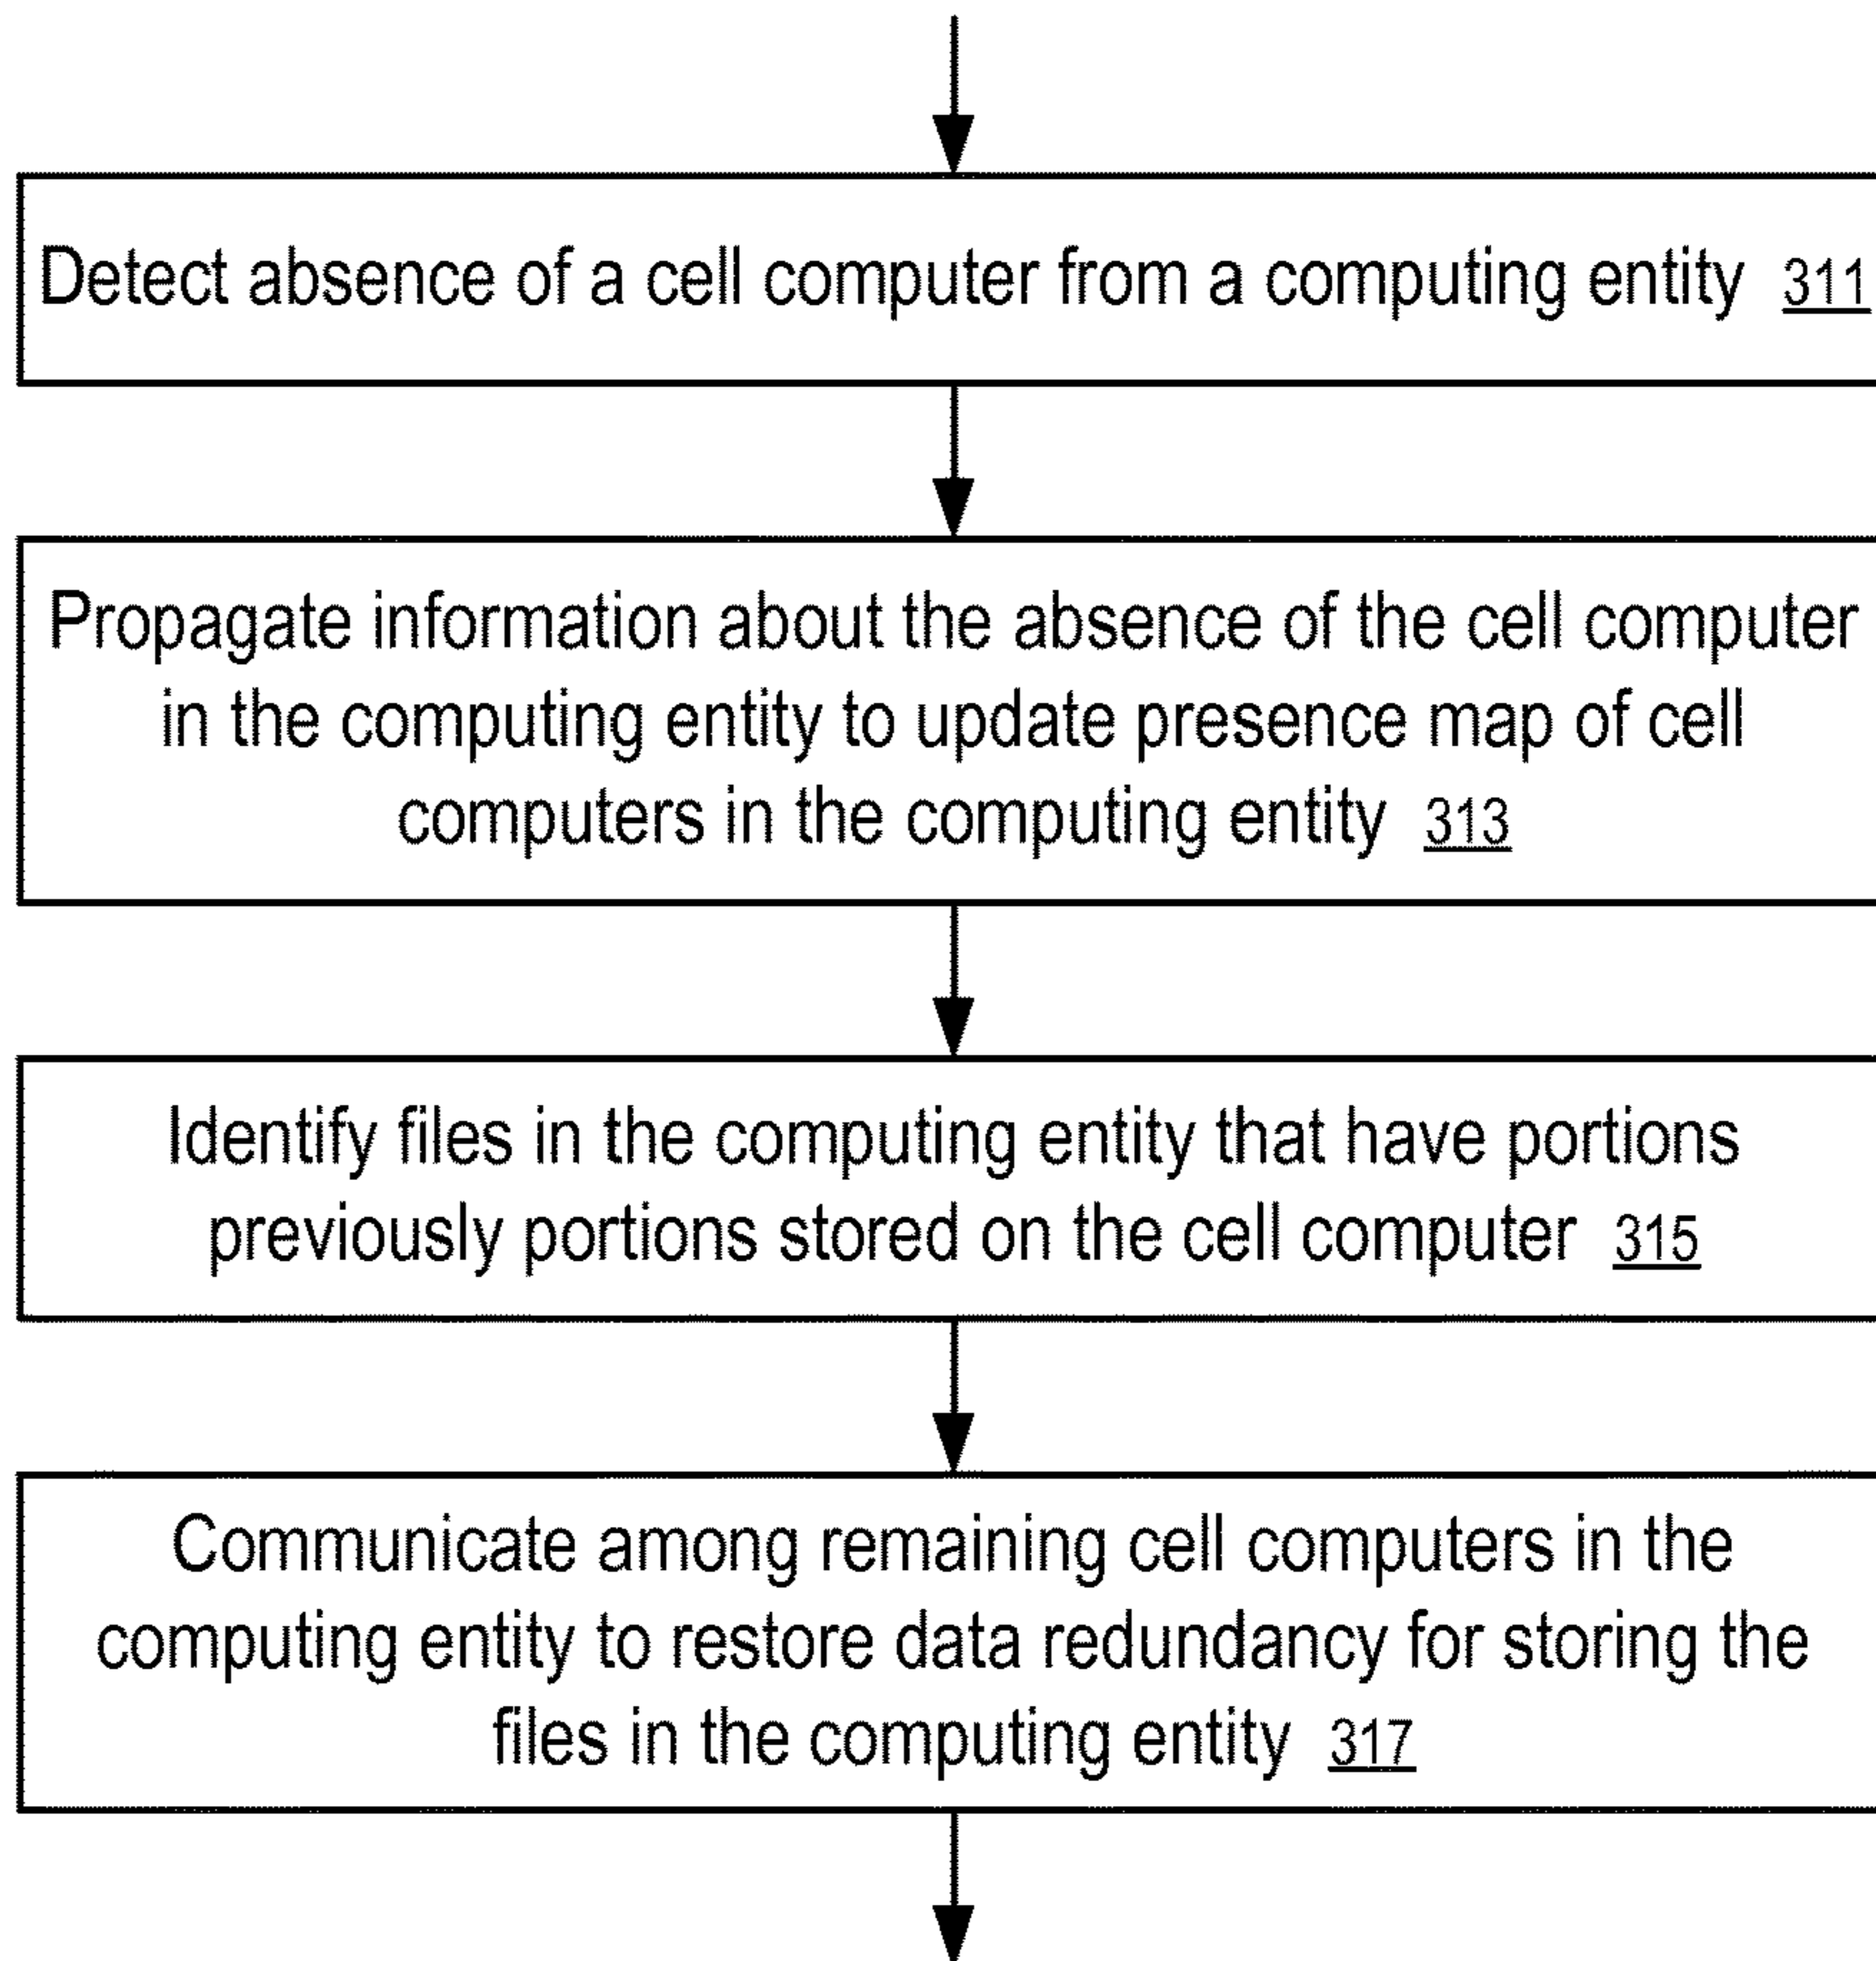 Detect absence of a cell computer from a computing entity 311
Propagate information about the absence of the cell computer
in the computing entity to update presence map of cell
computers in the computing entity 313
Identify files in the computing entity that have portions
previously portions stored on the cell computer 315
Communicate among remaining cell computers in the
computing entity to restore data redundancy for storing the
files in the computing entity 317